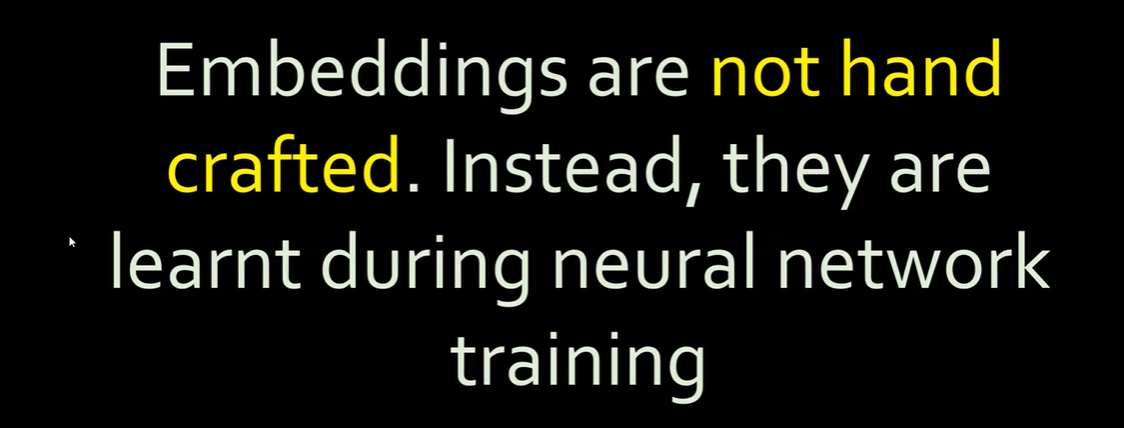 Embeddings are not hand
crafted. Instead, they are
learnt during neural network
training